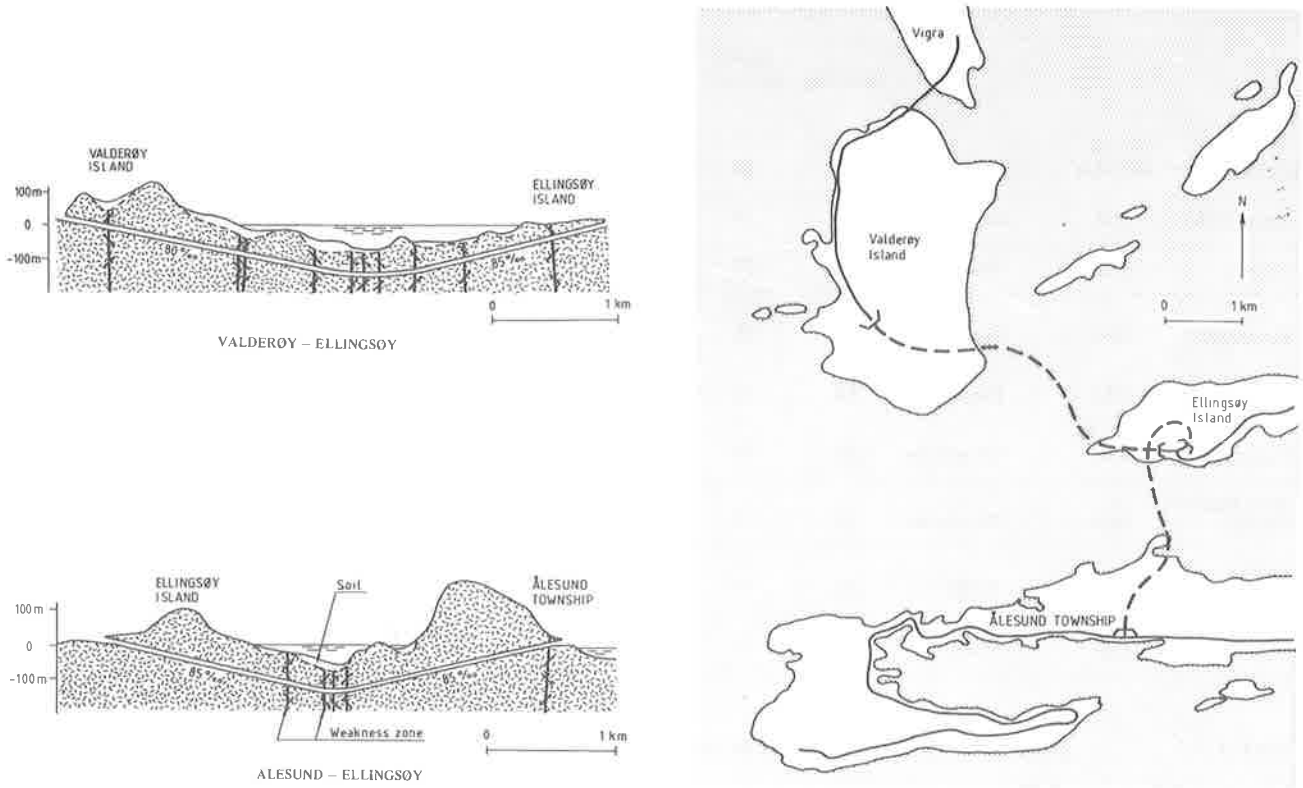 VALDERØY
ISLAND
ELLINGSØY
ISLAND
100m
0
-100m
80 ‰
85 ‰
0
1 km
VALDERØY – ELLINGSØY
ELLINGSØY
ISLAND
Soil
ÅLESUND
TOWNSHIP
100 m
0
-100 m
85 ‰
85 ‰
Weakness zone
0
1 km
ALESUND – ELLINGSØY
Vigra
Valderøy
Island
N
0
1 km
Ellingsøy
Island
ÅLESUND TOWNSHIP